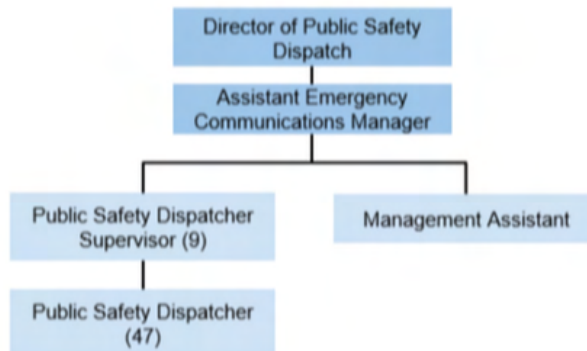 Director of Public Safety
Dispatch
Assistant Emergency
Communications Manager
Public Safety Dispatcher
Supervisor (9)
Management Assistant
Public Safety Dispatcher
(47)